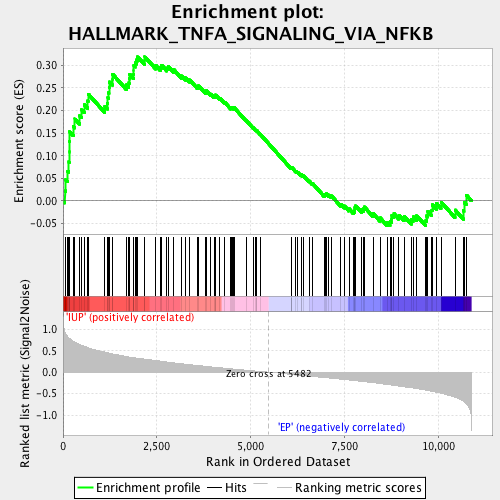 Enrichment plot:
HALLMARK_TNFA_SIGNALING_VIA_NFKB
Enrichment score (ES)
0.30
0.25
0.20
0.15
0.10
0.05
0.00
-0.05
Ranked list metric (Signal2Noise)
'IUP' (positively correlated)
1.0
0.5
0.0
-0.5
-1.0
Zero cross at 5482
'EP' (negatively correlated)
0
2,500
5,000
7,500
10,000
Rank in Ordered Dataset
Enrichment profile
Hits
Ranking metric scores